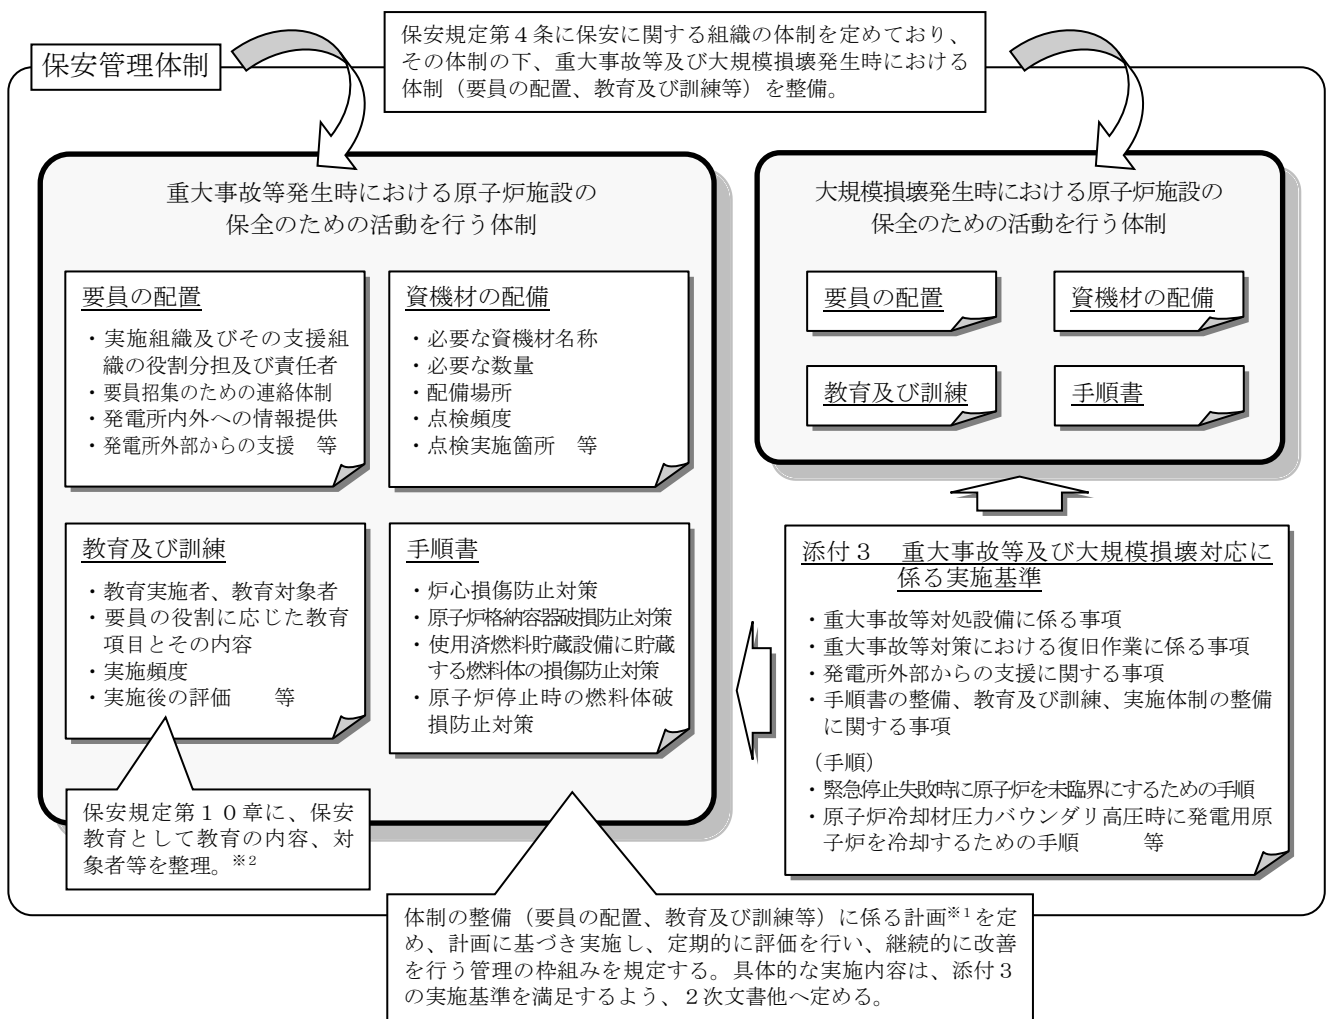 保安管理体制
保安規定第４条に保安に関する組織の体制を定めており、
その体制の下、重大事故等及び大規模損壊発生時における
体制（要員の配置、教育及び訓練等）を整備。
重大事故等発生時における原子炉施設の
保全のための活動を行う体制
要員の配置
・実施組織及びその支援組
織の役割分担及び責任者
・要員招集のための連絡体制
・発電所内外への情報提供
・発電所外部からの支援　等
資機材の配備
・必要な資機材名称
・必要な数量
・配備場所
・点検頻度
・点検実施箇所　等
教育及び訓練
・教育実施者、教育対象者
・要員の役割に応じた教育
項目とその内容
・実施頻度
・実施後の評価　　等
手順書
・炉心損傷防止対策
・原子炉格納容器破損防止対策
・使用済燃料貯蔵設備に貯蔵
する燃料体の損傷防止対策
・原子炉停止時の燃料体破
損防止対策
保安規定第１０章に、保安
教育として教育の内容、対
象者等を整理。※2
大規模損壊発生時における原子炉施設の
保全のための活動を行う体制
要員の配置
資機材の配備
教育及び訓練
手順書
添付３　重大事故等及び大規模損壊対応に
係る実施基準
・重大事故等対処設備に係る事項
・重大事故等対策における復旧作業に係る事項
・発電所外部からの支援に関する事項
・手順書の整備、教育及び訓練、実施体制の整備
に関する事項
（手順）
・緊急停止失敗時に原子炉を未臨界にするための手順
・原子炉冷却材圧力バウンダリ高圧時に発電用原
子炉を冷却するための手順　　　等
体制の整備（要員の配置、教育及び訓練等）に係る計画※1を定
め、計画に基づき実施し、定期的に評価を行い、継続的に改善
を行う管理の枠組みを規定する。具体的な実施内容は、添付３
の実施基準を満足するよう、２次文書他へ定める。